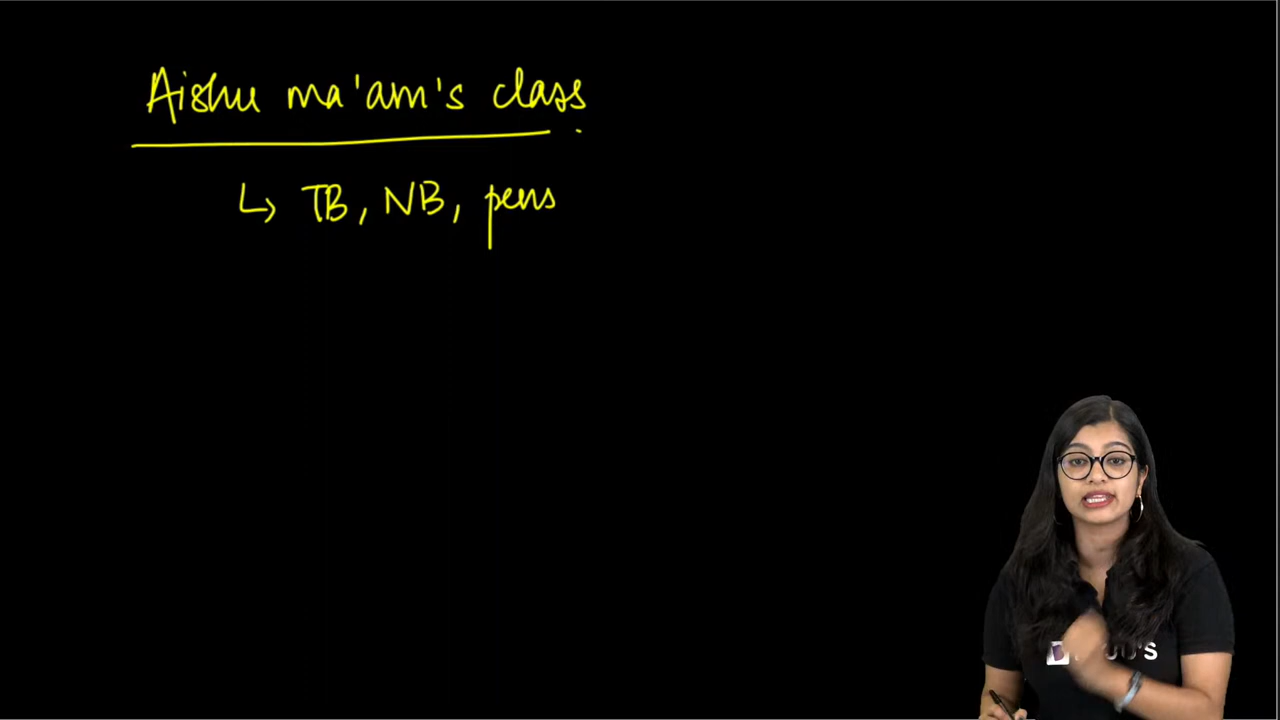 Aishu ma'am's class
↳ TB, NB, pens